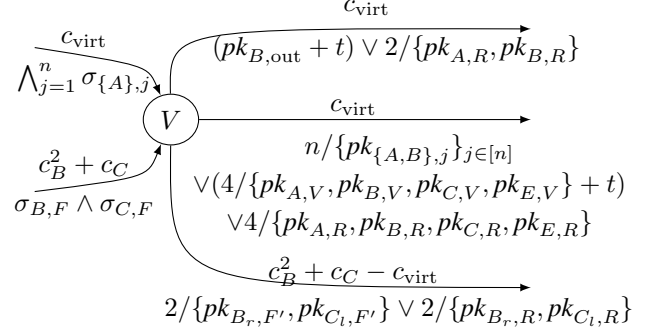 c_virt
⋀_{j=1}^n σ_{{A},j}
c_B^2 + c_C
σ_{B,F} ∧ σ_{C,F}
V
c_virt
(pk_{B,out} + t) ∨ 2/{pk_{A,R}, pk_{B,R}}
c_virt
n/{pk_{{A,B},j}}_{j∈[n]}
∨(4/{pk_{A,V}, pk_{B,V}, pk_{C,V}, pk_{E,V}} + t)
∨4/{pk_{A,R}, pk_{B,R}, pk_{C,R}, pk_{E,R}}
c_B^2 + c_C − c_virt
2/{pk_{B_r,F'}, pk_{C_l,F'}} ∨ 2/{pk_{B_r,R}, pk_{C_l,R}}